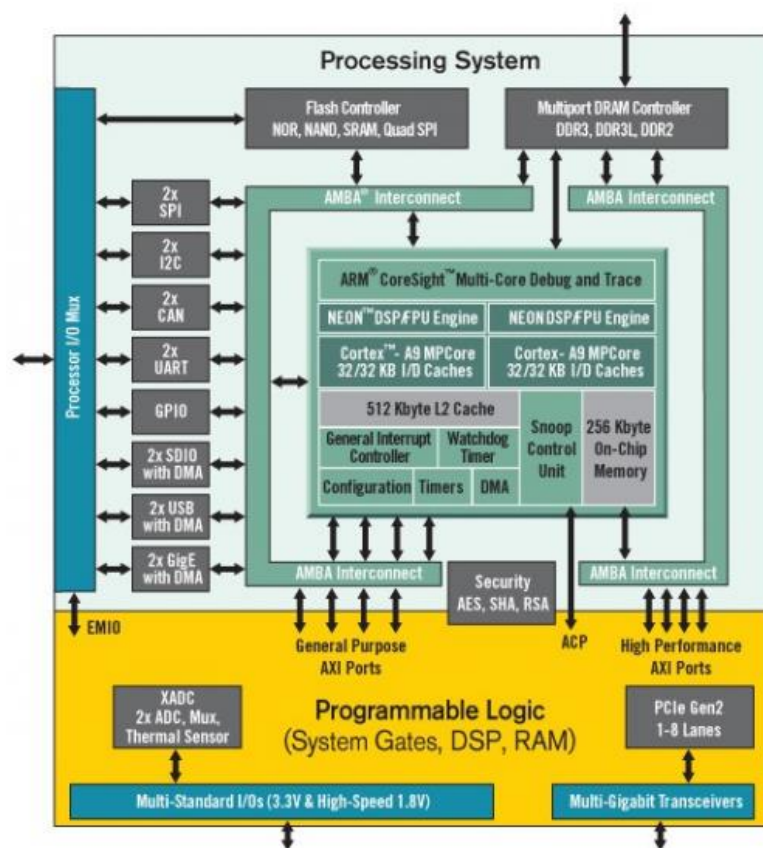 Processing System
Flash Controller
NOR, NAND, SRAM, Quad SPI
Multiport DRAM Controller
DDR3, DDR3L, DDR2
Processor I/O Mux
2x
SPI
2x
I2C
2x
CAN
2x
UART
GPIO
2x SDIO
with DMA
2x USB
with DMA
2x GigE
with DMA
EMIO
AMBA® Interconnect
AMBA Interconnect
ARM® CoreSight™ Multi-Core Debug and Trace
NEON™ DSP/FPU Engine
NEON DSP/FPU Engine
Cortex™- A9 MPCore
32/32 KB I/D Caches
Cortex- A9 MPCore
32/32 KB I/D Caches
512 Kbyte L2 Cache
Snoop
Control
Unit
256 Kbyte
On-Chip
Memory
General Interrupt
Controller
Watchdog
Timer
Configuration
Timers
DMA
AMBA Interconnect
Security
AES, SHA, RSA
AMBA Interconnect
General Purpose
AXI Ports
ACP
High Performance
AXI Ports
XADC
2x ADC, Mux,
Thermal Sensor
Programmable Logic
(System Gates, DSP, RAM)
PCIe Gen2
1-8 Lanes
Multi-Standard I/Os (3.3V & High-Speed 1.8V)
Multi-Gigabit Transceivers